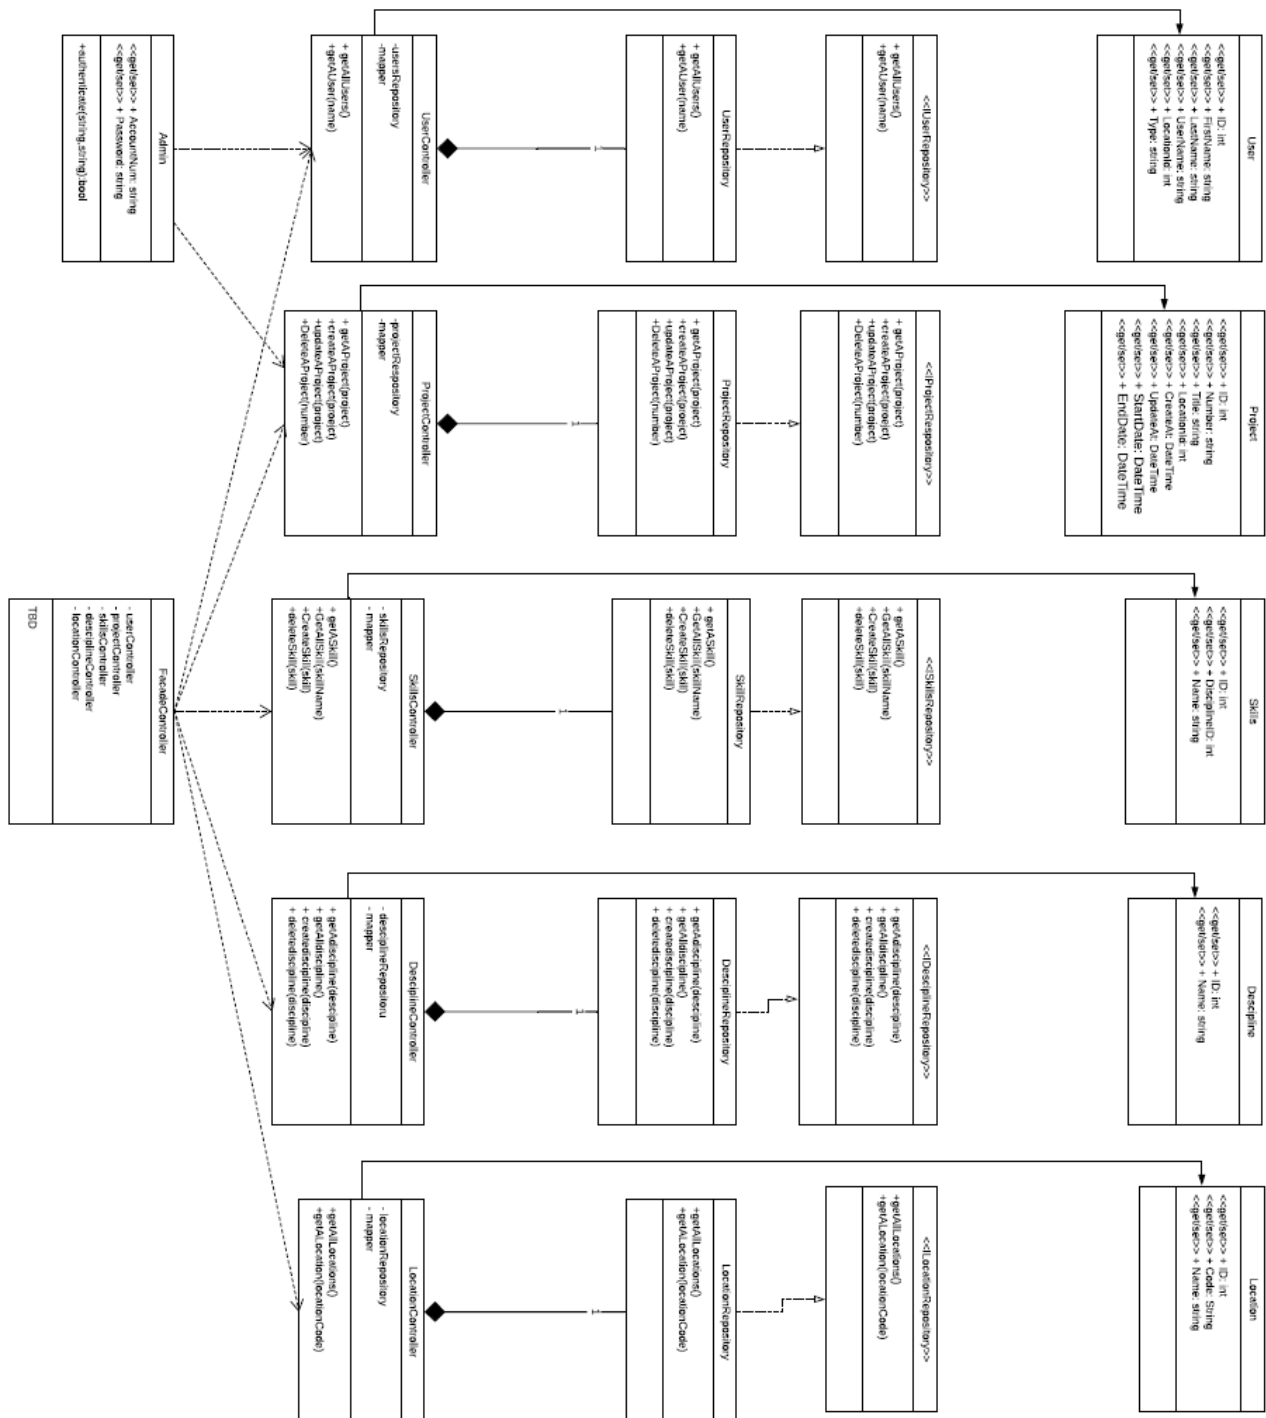 User
<<get/set>> + ID: int
<<get/set>> + FirstName: string
<<get/set>> + LastName: string
<<get/set>> + UserName: string
<<get/set>> + LocationId: int
<<get/set>> + Type: string
Project
<<get/set>> + ID: int
<<get/set>> + Number: string
<<get/set>> + Title: string
<<get/set>> + LocationId: int
<<get/set>> + CreateAt: DateTime
<<get/set>> + UpdateAt: DateTime
<<get/set>> + StartDate: DateTime
<<get/set>> + EndDate: DateTime
Skills
<<get/set>> + ID: int
<<get/set>> + DisciplineID: int
<<get/set>> + Name: string
Descipline
<<get/set>> + ID: int
<<get/set>> + Name: string
Location
<<get/set>> + ID: int
<<get/set>> + Code: String
<<get/set>> + Name: string
<<IUserRepository>>
+ getAllUsers()
+getAUser(name)
<<IProjectRespository>>
+ getAProject(project)
+createAProject(proejct)
+updateAProject(project)
+DeleteAProject(number)
<<ISkillsRepository>>
+ getASkill()
+GetAllSkill(skillName)
+CreateSkill(skill)
+deleteSkill(skill)
<<IDesciplineRepository>>
+ getAdiscipline(descipline)
+ getAlldiscipline()
+ creatediscipline(discipline)
+ deletediscipline(discipline)
<<ILocationRepository>>
+getAllLocations()
+getALocation(locationCode)
UserRepository
+ getAllUsers()
+getAUser(name)
ProjectRepository
+ getAProject(project)
+createAProject(proejct)
+updateAProject(project)
+DeleteAProject(number)
SkillRepository
+ getASkill()
+GetAllSkill(skillName)
+CreateSkill(skill)
+deleteSkill(skill)
DesciplineRepository
+ getAdiscipline(descipline)
+ getAlldiscipline()
+ creatediscipline(discipline)
+ deletediscipline(discipline)
LocationRepository
+getAllLocations()
+getALocation(locationCode)
1
1
1
1
1
UserController
-usersRepository
-mapper
+ getAllUsers()
+getAUser(name)
ProjectController
-projectRespository
-mapper
+ getAProject(project)
+createAProject(proejct)
+updateAProject(project)
+DeleteAProject(number)
SkillsController
- skillsRepository
- mapper
+ getASkill()
+GetAllSkill(skillName)
+CreateSkill(skill)
+deleteSkill(skill)
DesciplineController
- desciplineRepositoru
- mapper
+ getAdiscipline(descipline)
+ getAlldiscipline()
+ creatediscipline(discipline)
+ deletediscipline(discipline)
LocationController
- locationRepository
- mapper
+getAllLocations()
+getALocation(locationCode)
Admin
<<get/set>> + AccountNum: string
<<get/set>> + Password: string
+authenticate(string,string):bool
FacadeController
- userController
- projectController
- skillsController
- desciplineController
- locationController
TBD